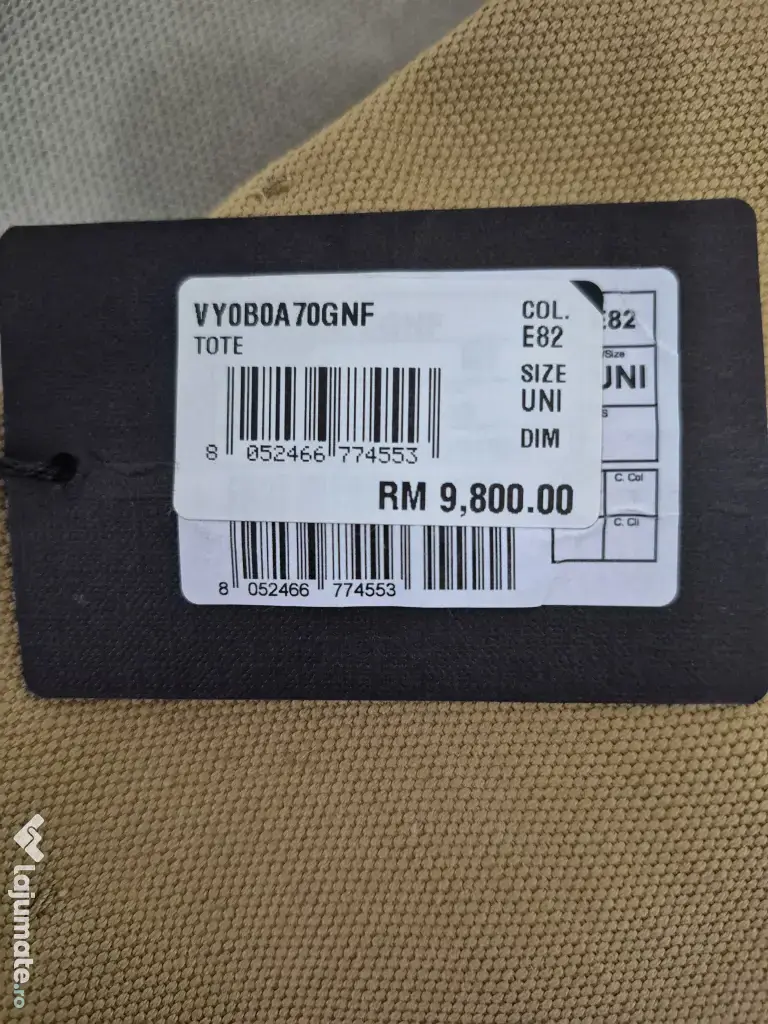 VY0B0A70GNF
TOTE
COL.
E82
SIZE
UNI
DIM
8 052466 774553
RM 9,800.00
E82
/Size
UNI
S
C. Col
C. Cli
8 052466 774553
Lajumate.ro